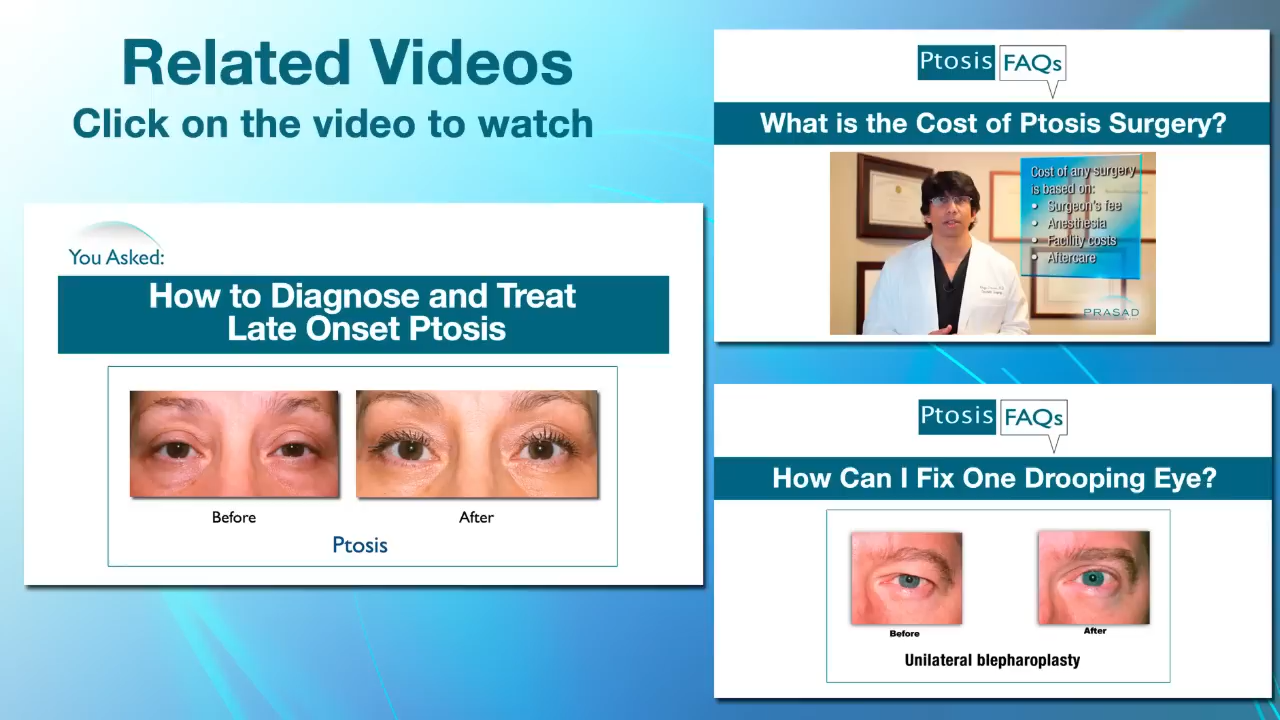 Related Videos
Click on the video to watch
You Asked:
How to Diagnose and Treat
Late Onset Ptosis
Before
After
Ptosis
Ptosis FAQs
What is the Cost of Ptosis Surgery?
Cost of any surgery
is based on:
• Surgeon's fee
• Anesthesia
• Facility costs
• Aftercare
PRASAD
Ptosis FAQs
How Can I Fix One Drooping Eye?
Before
After
Unilateral blepharoplasty